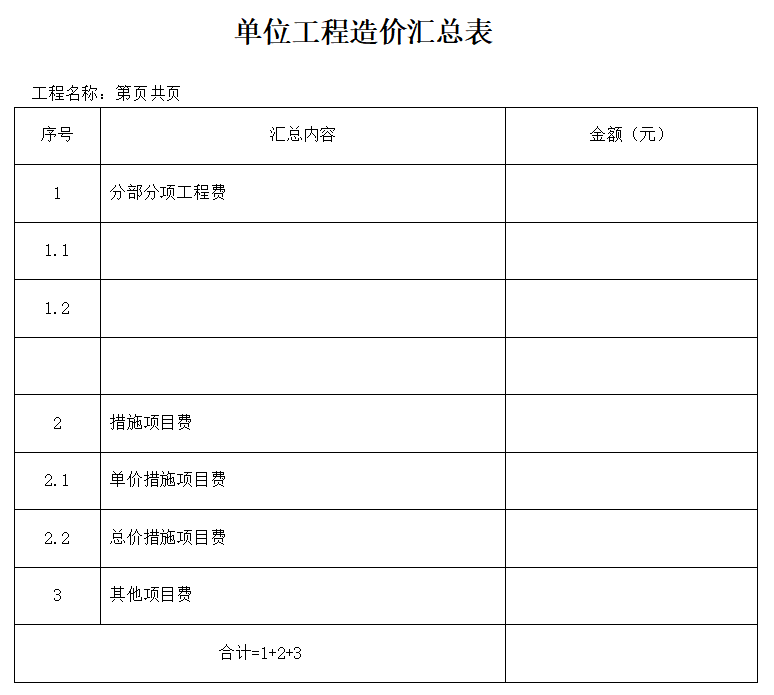 单位工程造价汇总表
工程名称：第页共页
序号 汇总内容 金额（元）
1 分部分项工程费
1.1
1.2
2 措施项目费
2.1 单价措施项目费
2.2 总价措施项目费
3 其他项目费
合计=1+2+3